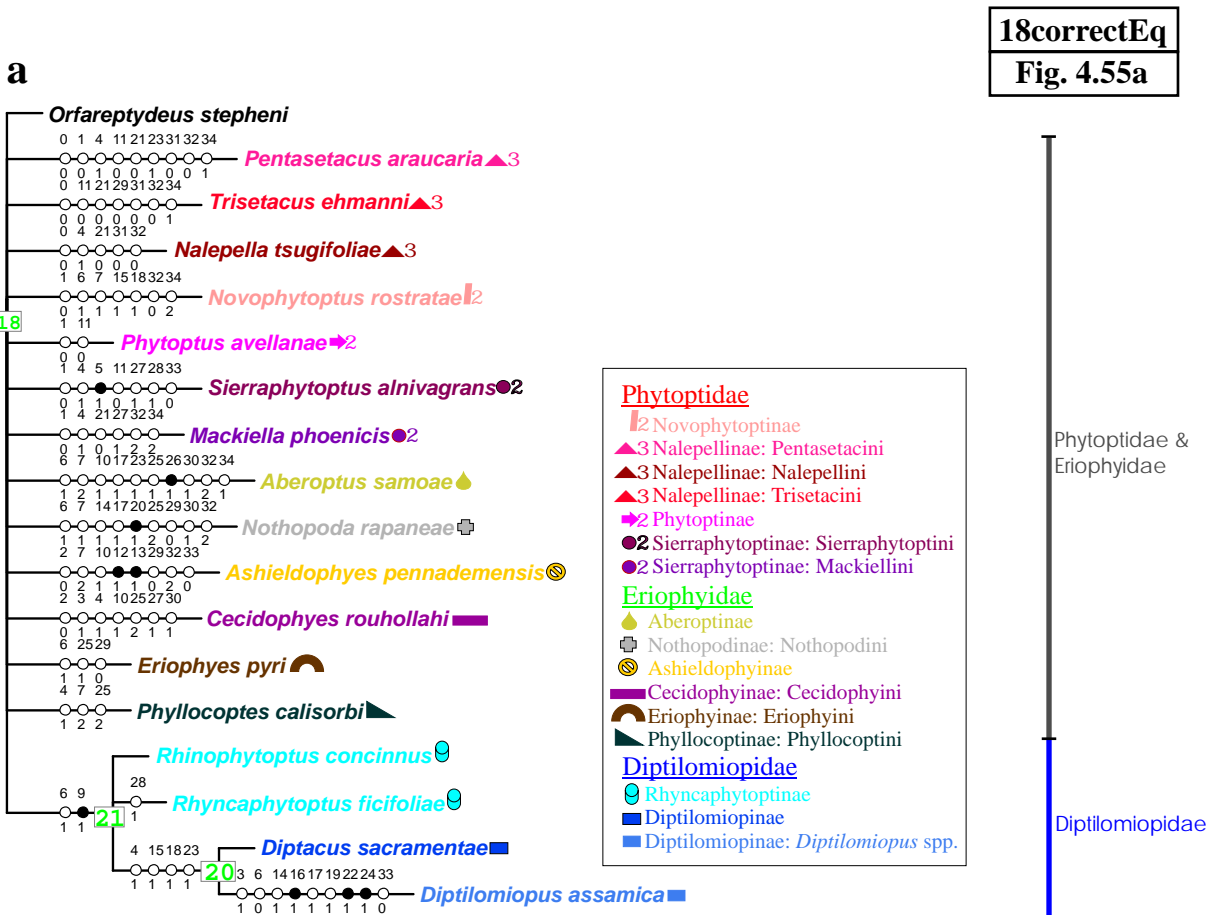 18correctEq
Fig. 4.55a
a
Orfareptydeus stepheni
0 1 4 11 21 23 31 32 34
Pentasetacus araucaria 3
0 0 1 0 0 1 0 0 1
0 11 21 29 31 32 34
Trisetacus ehmanni 3
0 0 0 0 0 0 1
0 4 21 31 32
Nalepella tsugifoliae 3
0 1 0 0 0
1 6 7 15 18 32 34
Novophytoptus rostratae 2
0 1 1 1 1 0 2
18
1 11
Phytoptus avellanae 2
0 0
1 4 5 11 27 28 33
Sierraphytoptus alnivagrans 2
0 1 1 0 1 1 0
1 4 21 27 32 34
Mackiella phoenicis 2
0 1 0 1 2 2
6 7 10 17 23 25 26 30 32 34
Aberoptus samoae
1 2 1 1 1 1 1 1 2 1
6 7 14 17 20 25 29 30 32
Nothopoda rapaneae
1 1 1 1 1 2 0 1 2
2 7 10 12 13 29 32 33
Ashieldophyes pennademensis
0 2 1 1 1 0 2 0
2 3 4 10 25 27 30
Cecidophyes rouhollahi
0 1 1 1 2 1 1
6 25 29
Eriophyes pyri
1 1 0
4 7 25
Phyllocoptes calisorbi
1 2 2
Rhinophytoptus concinnus
6 9
1 1
21
28
Rhyncaphytoptus ficifoliae
1
4 15 18 23
1 1 1 1
20
Diptacus sacramentae
3 6 14 16 17 19 22 24 33
Diptilomiopus assamica
1 0 1 1 1 1 1 1 0
Phytoptidae
2 Novophytoptinae
3 Nalepellinae: Pentasetacini
3 Nalepellinae: Nalepellini
3 Nalepellinae: Trisetacini
2 Phytoptinae
2 Sierraphytoptinae: Sierraphytoptini
2 Sierraphytoptinae: Mackiellini
Eriophyidae
Aberoptinae
Nothopodinae: Nothopodini
Ashieldophyinae
Cecidophyinae: Cecidophyini
Eriophyinae: Eriophyini
Phyllocoptinae: Phyllocoptini
Diptilomiopidae
Rhyncaphytoptinae
Diptilomiopinae
Diptilomiopinae: Diptilomiopus spp.
Phytoptidae &
Eriophyidae
Diptilomiopidae